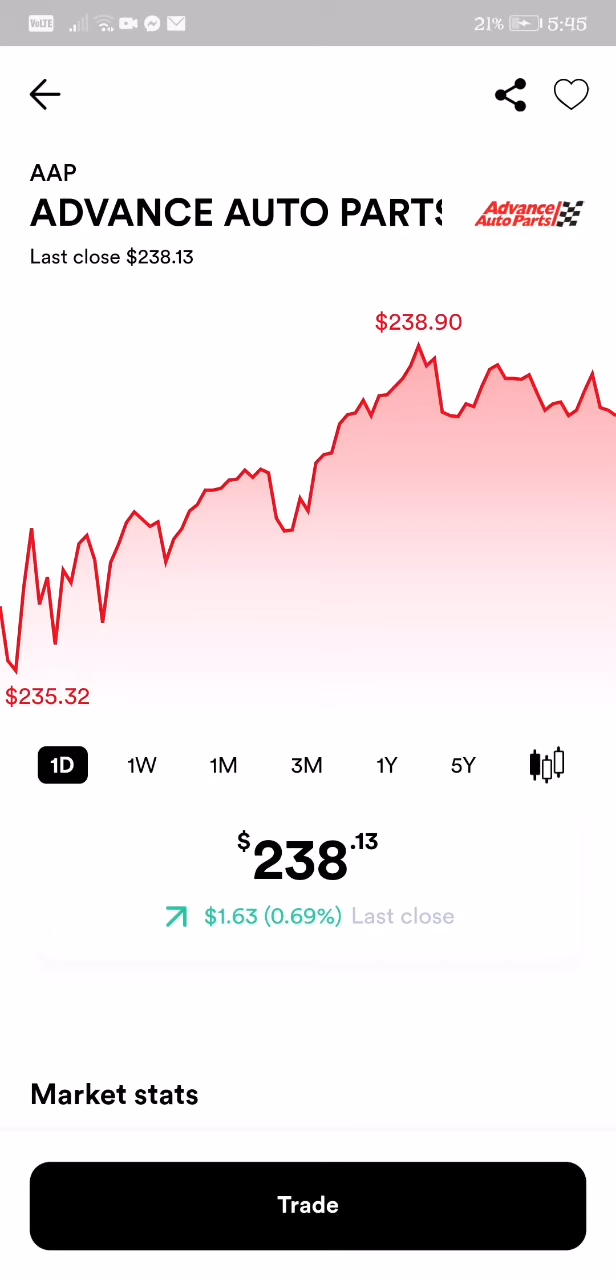 VoLTE 21% 5:45
AAP
ADVANCE AUTO PARTS
Advance
Auto Parts
Last close $238.13
$238.90
$235.32
1D 1W 1M 3M 1Y 5Y
$238.13
$1.63 (0.69%) Last close
Market stats
Trade